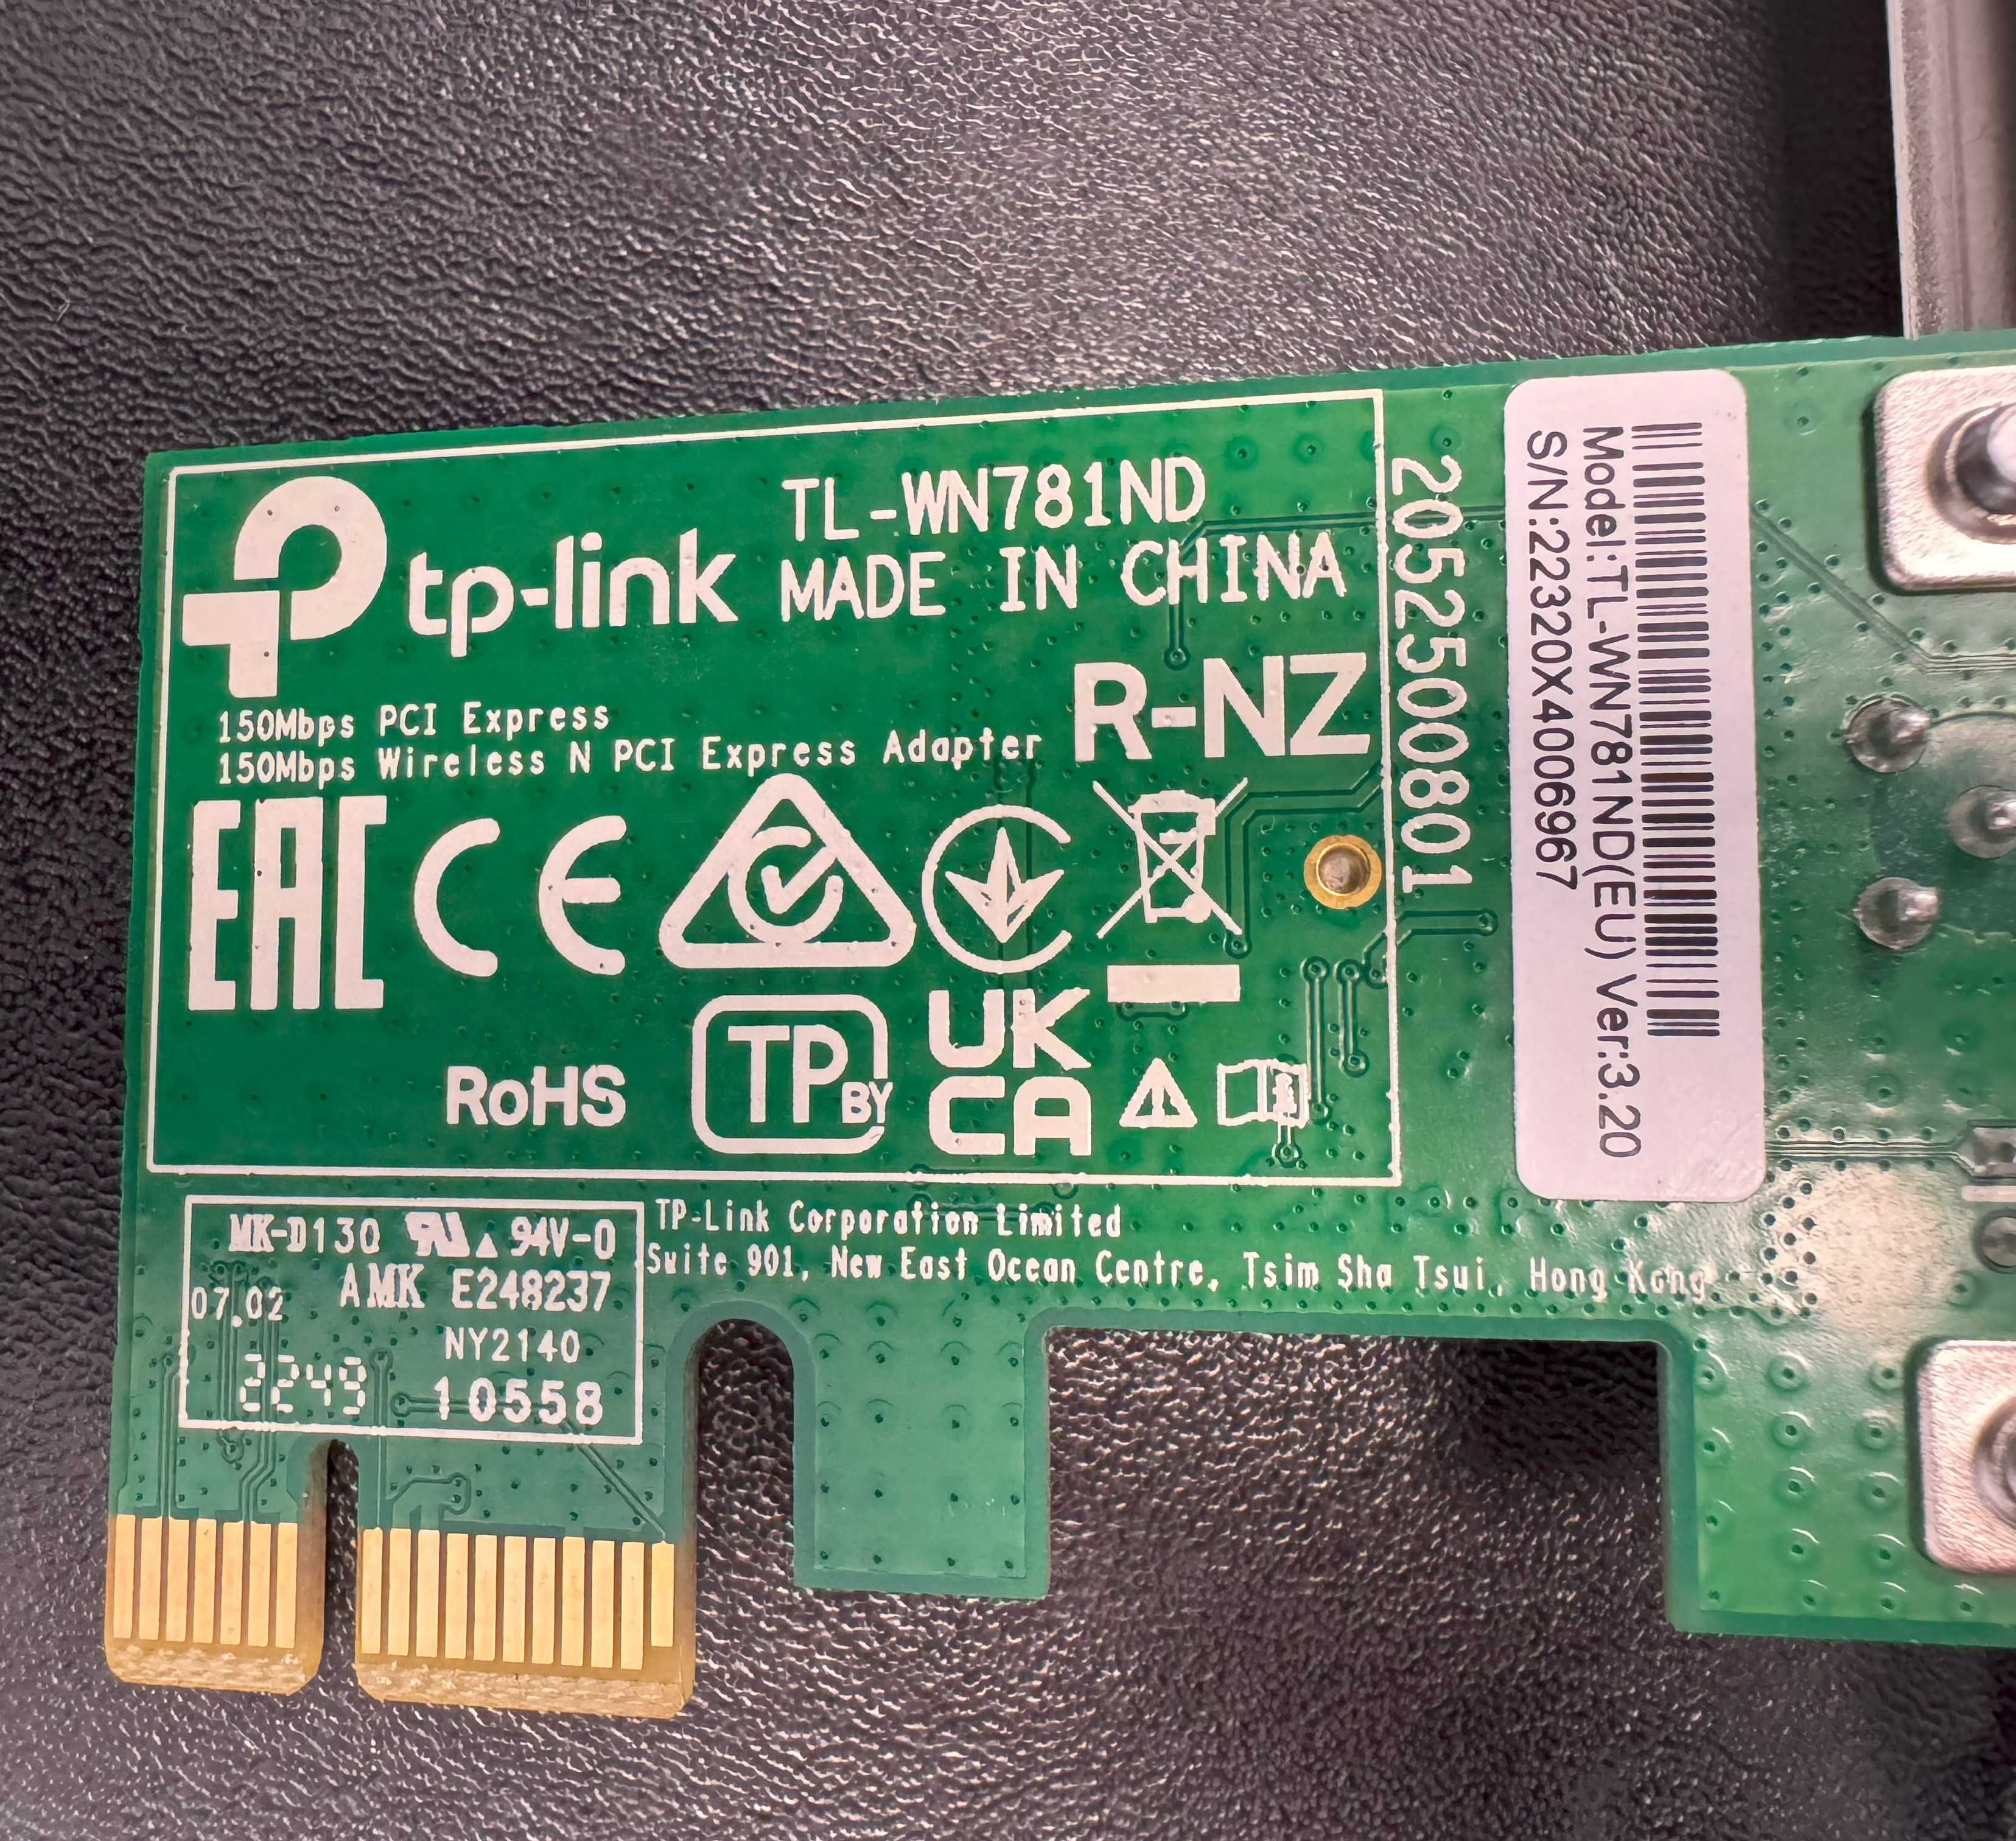 tp-link
TL-WN781ND
MADE IN CHINA
150Mbps PCI Express
150Mbps Wireless N PCI Express Adapter
R-NZ
EAC CE
RoHS
TP BY
UK
CA
2052500801
Model:TL-WN781ND(EU) Ver:3.20
S/N:22320X4006967
MK-D130 94V-0
AMK E248237
07.02
NY2140
2249 10558
TP-Link Corporation Limited
Suite 901, New East Ocean Centre, Tsim Sha Tsui, Hong Kong